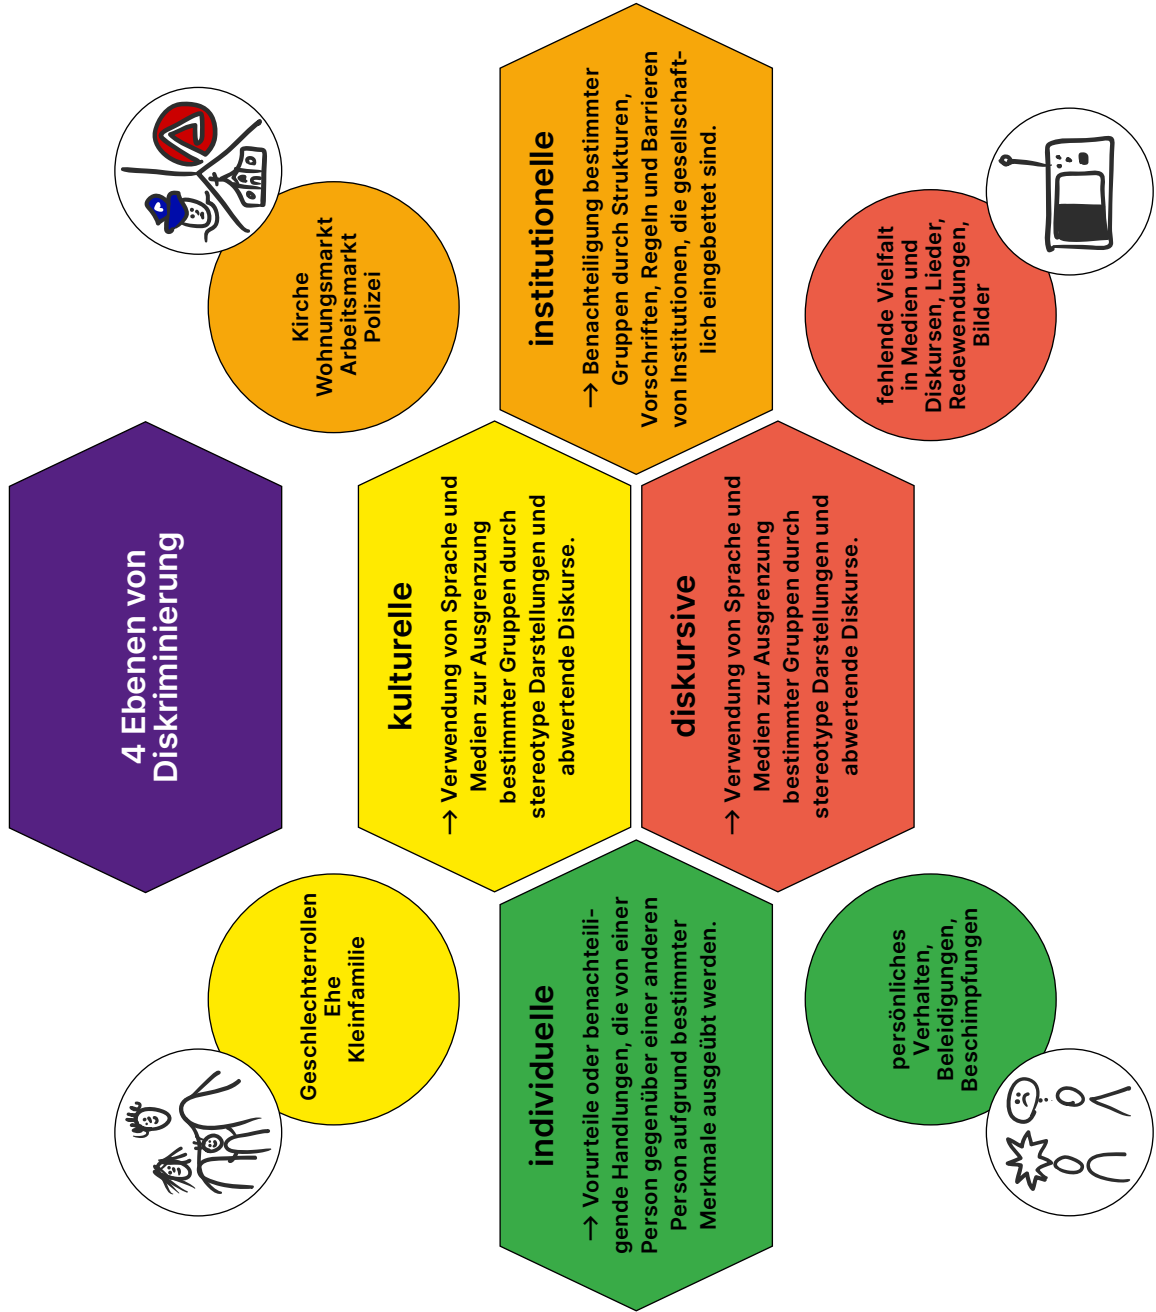 4 Ebenen von
Diskriminierung
Geschlechterrollen
Ehe
Kleinfamilie
Kirche
Wohnungsmarkt
Arbeitsmarkt
Polizei
kulturelle
→ Verwendung von Sprache und
Medien zur Ausgrenzung
bestimmter Gruppen durch
stereotype Darstellungen und
abwertende Diskurse.
individuelle
→ Vorurteile oder benachteili-
gende Handlungen, die von einer
Person gegenüber einer anderen
Person aufgrund bestimmter
Merkmale ausgeübt werden.
institutionelle
→ Benachteiligung bestimmter
Gruppen durch Strukturen,
Vorschriften, Regeln und Barrieren
von Institutionen, die gesellschaft-
lich eingebettet sind.
diskursive
→ Verwendung von Sprache und
Medien zur Ausgrenzung
bestimmter Gruppen durch
stereotype Darstellungen und
abwertende Diskurse.
persönliches
Verhalten,
Beleidigungen,
Beschimpfungen
fehlende Vielfalt
in Medien und
Diskursen, Lieder,
Redewendungen,
Bilder